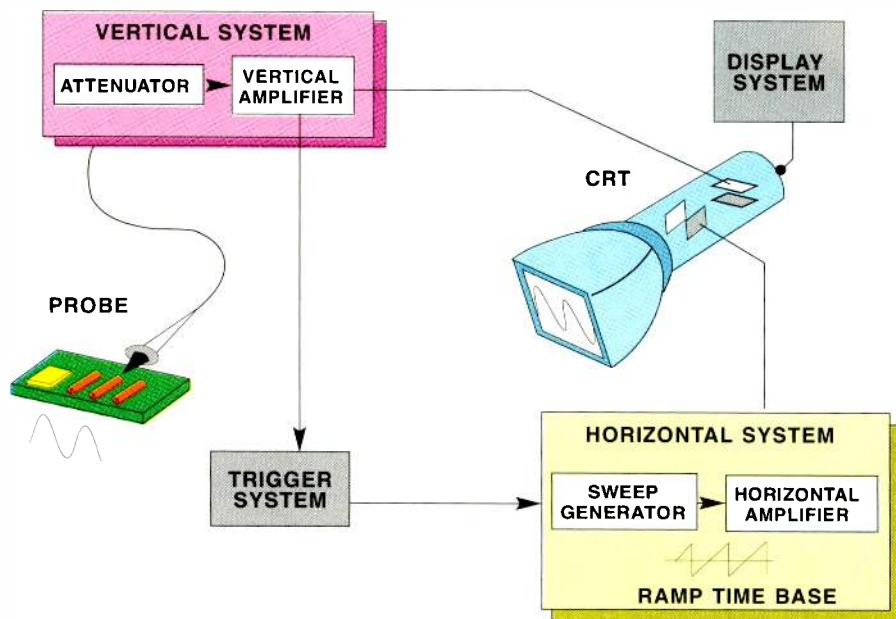 VERTICAL SYSTEM
ATTENUATOR
VERTICAL
AMPLIFIER
DISPLAY
SYSTEM
CRT
PROBE
TRIGGER
SYSTEM
HORIZONTAL SYSTEM
SWEEP
GENERATOR
HORIZONTAL
AMPLIFIER
RAMP TIME BASE